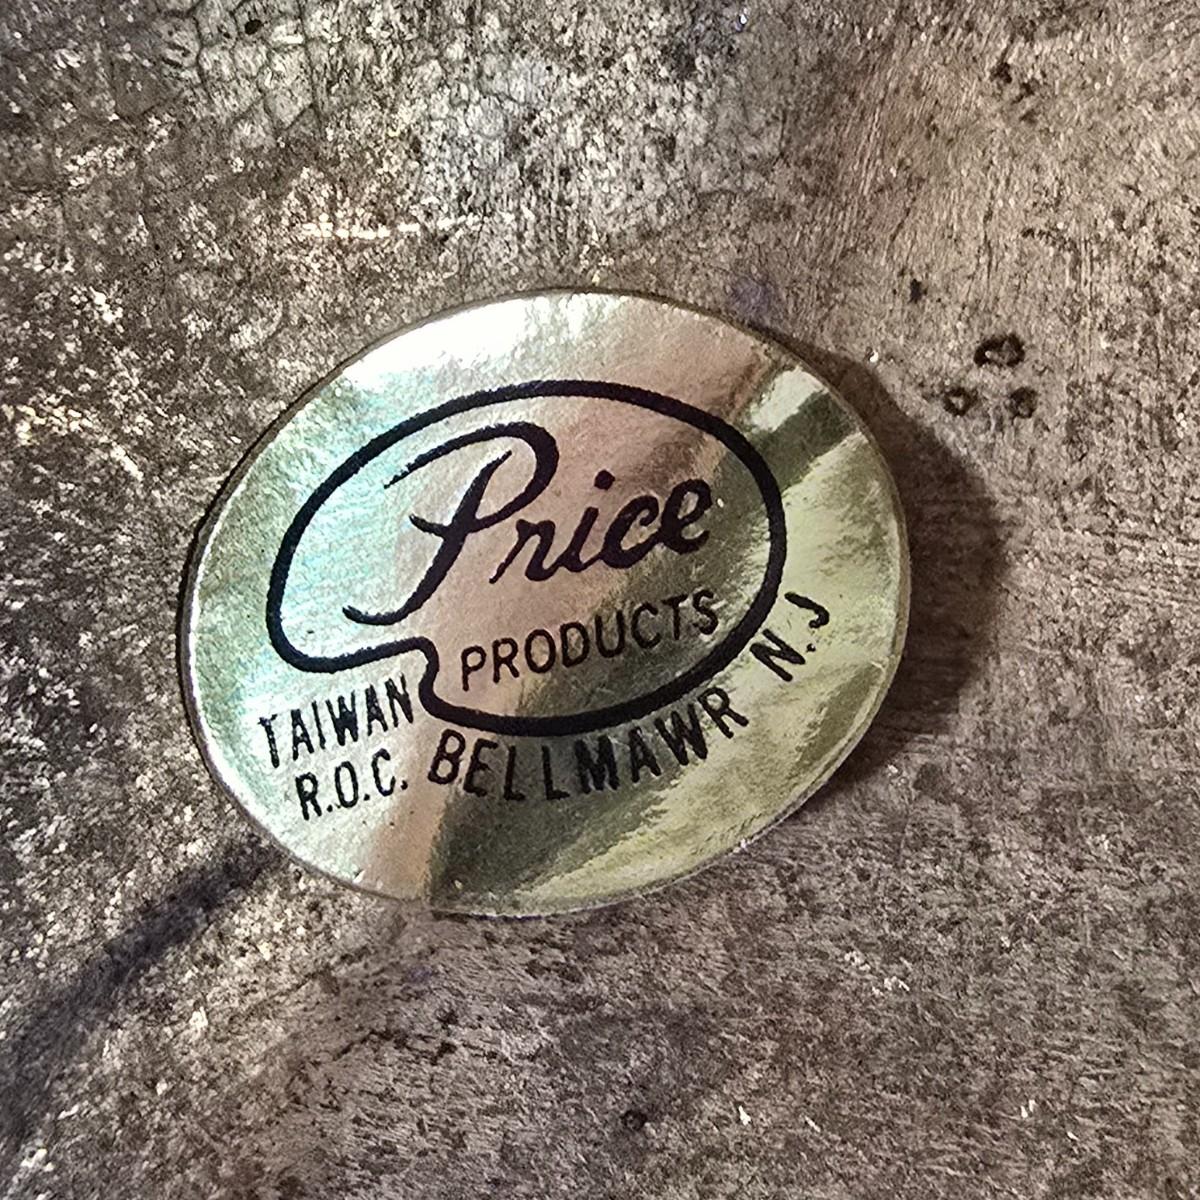 Price
PRODUCTS
TAIWAN
R.O.C. BELLMAWR N.J